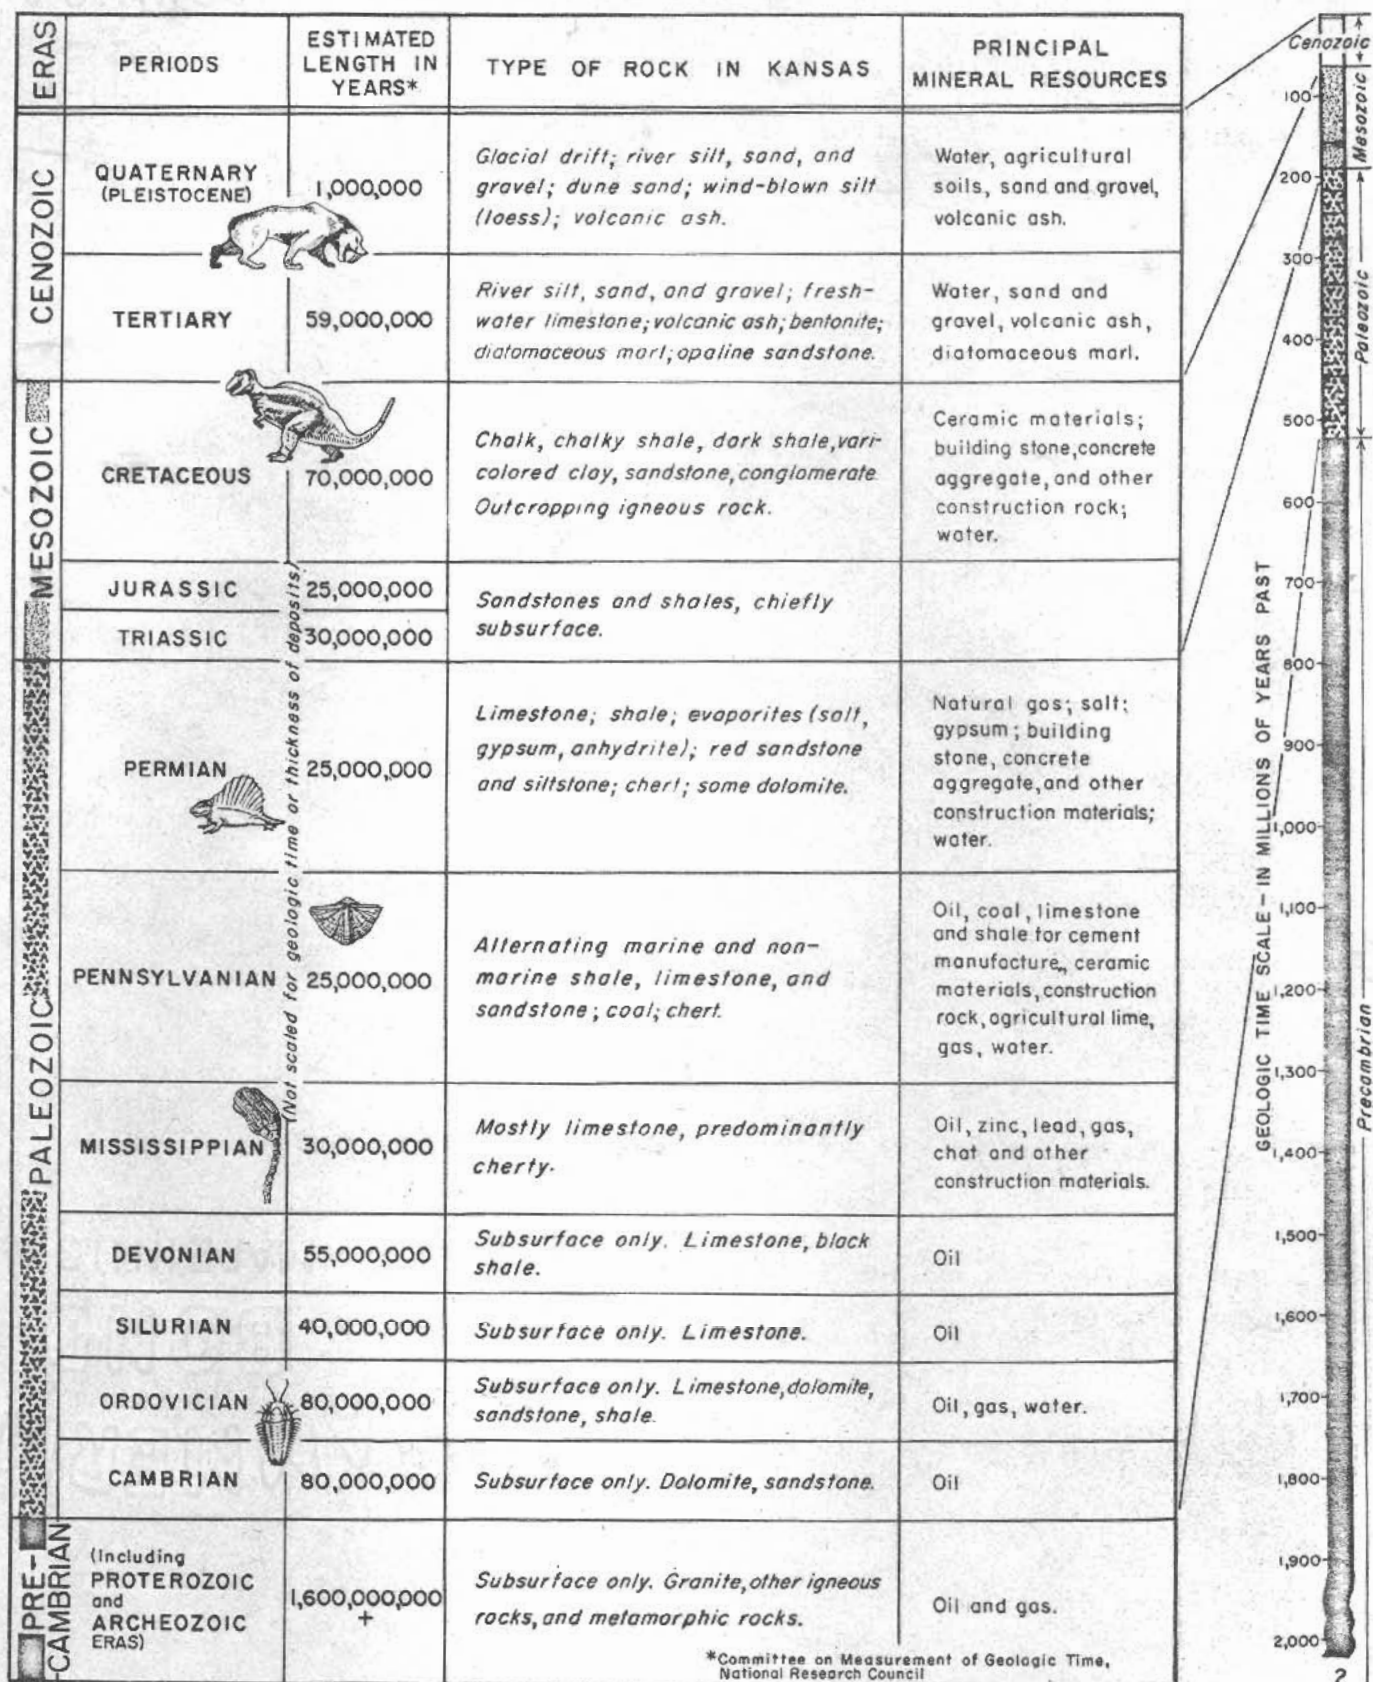 ERAS
PERIODS
ESTIMATED
LENGTH IN
YEARS*
TYPE OF ROCK IN KANSAS
PRINCIPAL
MINERAL RESOURCES
CENOZOIC
QUATERNARY
(PLEISTOCENE)
1,000,000
Glacial drift; river silt, sand, and
gravel; dune sand; wind-blown silt
(loess); volcanic ash.
Water, agricultural
soils, sand and gravel,
volcanic ash.
TERTIARY
59,000,000
River silt, sand, and gravel; fresh-
water limestone; volcanic ash; bentonite;
diatomaceous marl; opaline sandstone.
Water, sand and
gravel, volcanic ash,
diatomaceous marl.
MESOZOIC
CRETACEOUS
70,000,000
Chalk, chalky shale, dark shale, vari-
colored clay, sandstone, conglomerate
Outcropping igneous rock.
Ceramic materials;
building stone, concrete
aggregate, and other
construction rock;
water.
JURASSIC
25,000,000
TRIASSIC
30,000,000
Sandstones and shales, chiefly
subsurface.
(Not scaled for geologic time or thickness of deposits)
PALEOZOIC
PERMIAN
25,000,000
Limestone; shale; evaporites (salt,
gypsum, anhydrite); red sandstone
and siltstone; chert; some dolomite.
Natural gas; salt;
gypsum; building
stone, concrete
aggregate, and other
construction materials;
water.
PENNSYLVANIAN
25,000,000
Alternating marine and non-
marine shale, limestone, and
sandstone; coal; chert.
Oil, coal, limestone
and shale for cement
manufacture, ceramic
materials, construction
rock, agricultural lime,
gas, water.
MISSISSIPPIAN
30,000,000
Mostly limestone, predominantly
cherty.
Oil, zinc, lead, gas,
chat and other
construction materials.
DEVONIAN
55,000,000
Subsurface only. Limestone, black
shale.
Oil
SILURIAN
40,000,000
Subsurface only. Limestone.
Oil
ORDOVICIAN
80,000,000
Subsurface only. Limestone, dolomite,
sandstone, shale.
Oil, gas, water.
CAMBRIAN
80,000,000
Subsurface only. Dolomite, sandstone.
Oil
PRE-
CAMBRIAN
(Including
PROTEROZOIC
and
ARCHEOZOIC
ERAS)
1,600,000,000
+
Subsurface only. Granite, other igneous
rocks, and metamorphic rocks.
Oil and gas.
*Committee on Measurement of Geologic Time,
National Research Council
GEOLOGIC TIME SCALE - IN MILLIONS OF YEARS PAST
Cenozoic
Mesozoic
Paleozoic
Precambrian
100
200
300
400
500
600
700
800
900
1,000
1,100
1,200
1,300
1,400
1,500
1,600
1,700
1,800
1,900
2,000
?